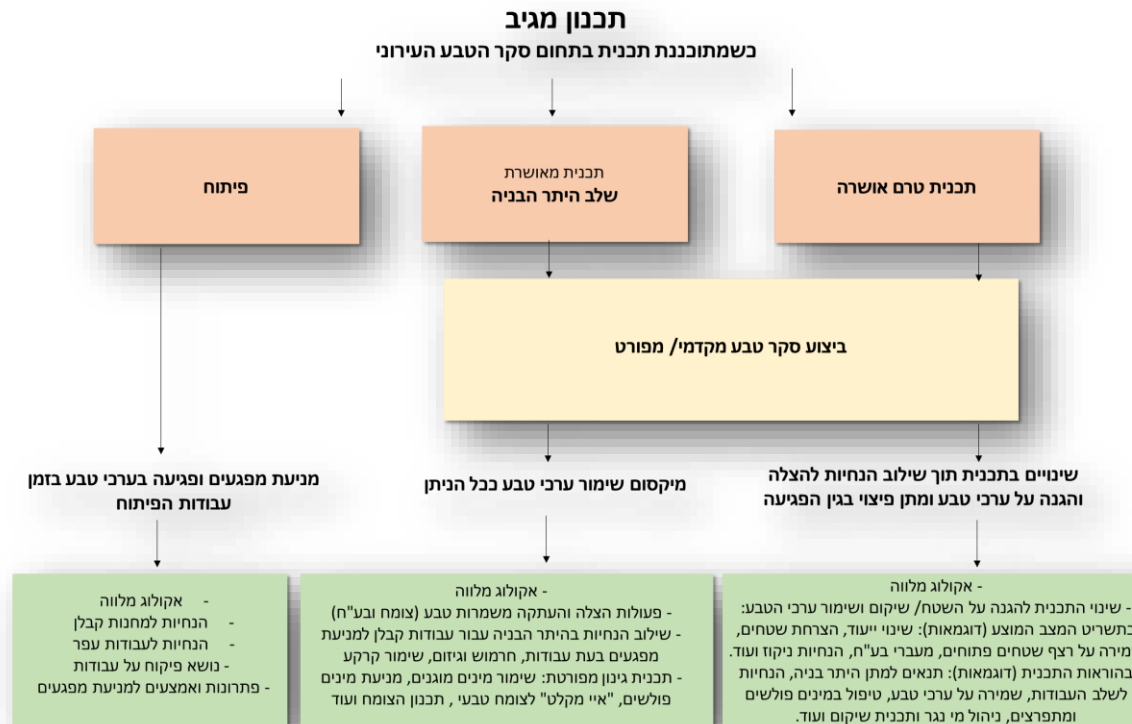 תכנון מגיב
כשמתוכננת תכנית בתחום סקר הטבע העירוני
תכנית טרם אושרה
תכנית מאושרת
שלב היתר הבניה
פיתוח
ביצוע סקר טבע מקדמי/ מפורט
שינויים בתכנית תוך שילוב הנחיות להצלה
והגנה על ערכי טבע ומתן פיצוי בגין הפגיעה
מיקסום שימור ערכי טבע ככל הניתן
מניעת מפגעים ופגיעה בערכי טבע בזמן
עבודות הפיתוח
- אקולוג מלווה
- שינוי התכנית להגנה על השטח/ שיקום ושימור ערכי הטבע:
בתשריט המצב המוצע (דוגמאות): שינוי ייעוד, הצרחת שטחים,
מירה על רצף שטחים פתוחים, מעברי בע"ח, הנחיות ניקוז ועוד.
בהוראות התכנית (דוגמאות): תנאים למתן היתר בניה, הנחיות
לשלב העבודות, שמירה על ערכי טבע, טיפול במינים פולשים
ומתפרצים, ניהול מי נגר ותכנית שיקום ועוד.
- אקולוג מלווה
- פעולות הצלה והעתקה משמרות טבע (צומח ובע"ח)
- שילוב הנחיות בהיתר הבניה עבור עבודות קבלן למניעת
מפגעים בעת עבודות, חרמוש וגיזום, שימור קרקע
- תכנית גינון מפורטת: שימור מינים מוגנים, מניעת מינים
פולשים, "איי מקלט" לצומח טבעי , תכנון הצומח ועוד
- אקולוג מלווה
- הנחיות למחנות קבלן
- הנחיות לעבודות עפר
- נושא פיקוח על עבודות
- פתרונות ואמצעים למניעת מפגעים